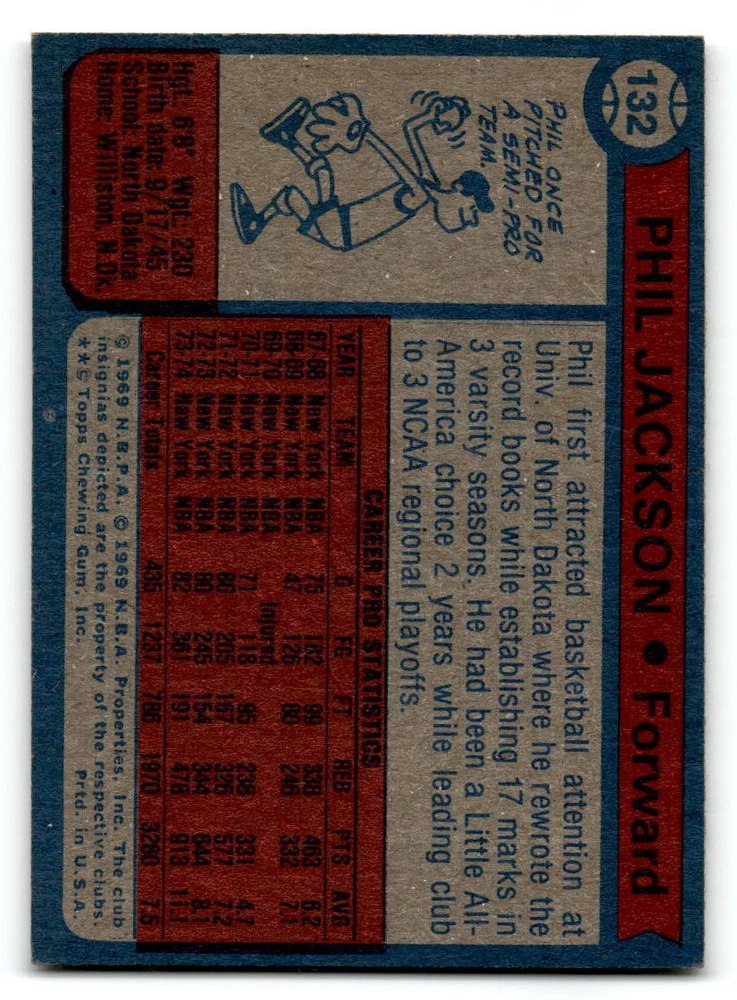 132
PHIL JACKSON • Forward
PHIL ONCE
PITCHED FOR
A SEMI-PRO
TEAM.
Hgt: 6'8" Wgt.: 230
Birth date: 9/17/45
School: North Dakota
Home: Williston, N.Dk.
Phil first attracted basketball attention at
Univ. of North Dakota where he rewrote the
record books while establishing 17 marks in
3 varsity seasons. He had been a Little All-
America choice 2 years while leading club
to 3 NCAA regional playoffs.
CAREER PRO STATISTICS
YEAR TEAM G FG FT REB PTS AVG
67-68 New York NBA 75 182 99 338 463 6.2
68-69 New York NBA 47 126 80 246 332 7.1
69-70 New York NBA Injured
70-71 New York NBA 71 118 95 238 331 4.7
71-72 New York NBA 80 205 167 326 577 7.2
72-73 New York NBA 80 245 154 344 644 8.1
73-74 New York NBA 82 361 191 478 913 11.1
Career Totals 435 1237 786 1970 3260 7.5
© 1969 N.B.P.A. © 1969 N.B.A. Properties, Inc. The club
insignias depicted are the property of the respective clubs.
**© Topps Chewing Gum, Inc. Prtd. in U.S.A.